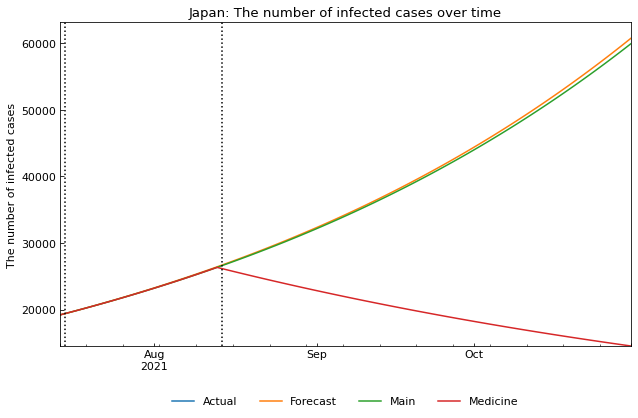 Japan: The number of infected cases over time
The number of infected cases
60000
50000
40000
30000
20000
Aug
2021
Sep
Oct
Actual
Forecast
Main
Medicine